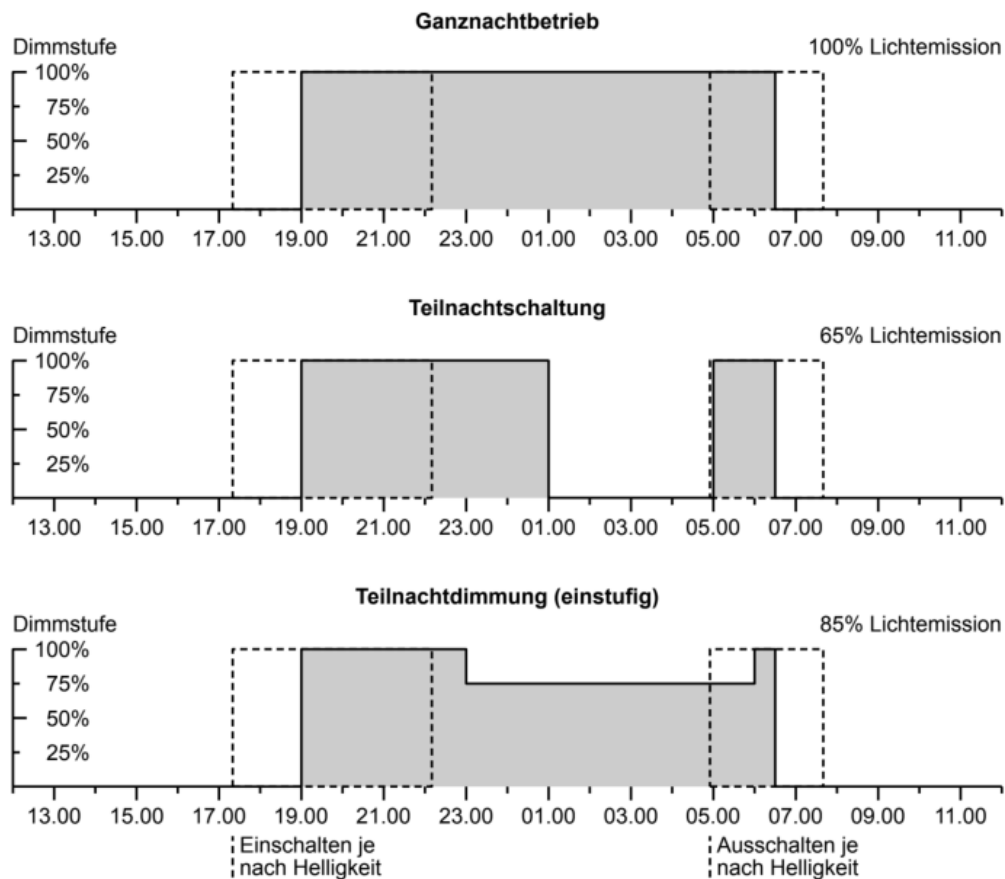 Ganznachtbetrieb
Dimmstufe 100% Lichtemission
100%
75%
50%
25%
13.00 15.00 17.00 19.00 21.00 23.00 01.00 03.00 05.00 07.00 09.00 11.00
Teilnachtschaltung
Dimmstufe 65% Lichtemission
100%
75%
50%
25%
13.00 15.00 17.00 19.00 21.00 23.00 01.00 03.00 05.00 07.00 09.00 11.00
Teilnachtdimmung (einstufig)
Dimmstufe 85% Lichtemission
100%
75%
50%
25%
13.00 15.00 17.00 19.00 21.00 23.00 01.00 03.00 05.00 07.00 09.00 11.00
Einschalten je
nach Helligkeit
Ausschalten je
nach Helligkeit